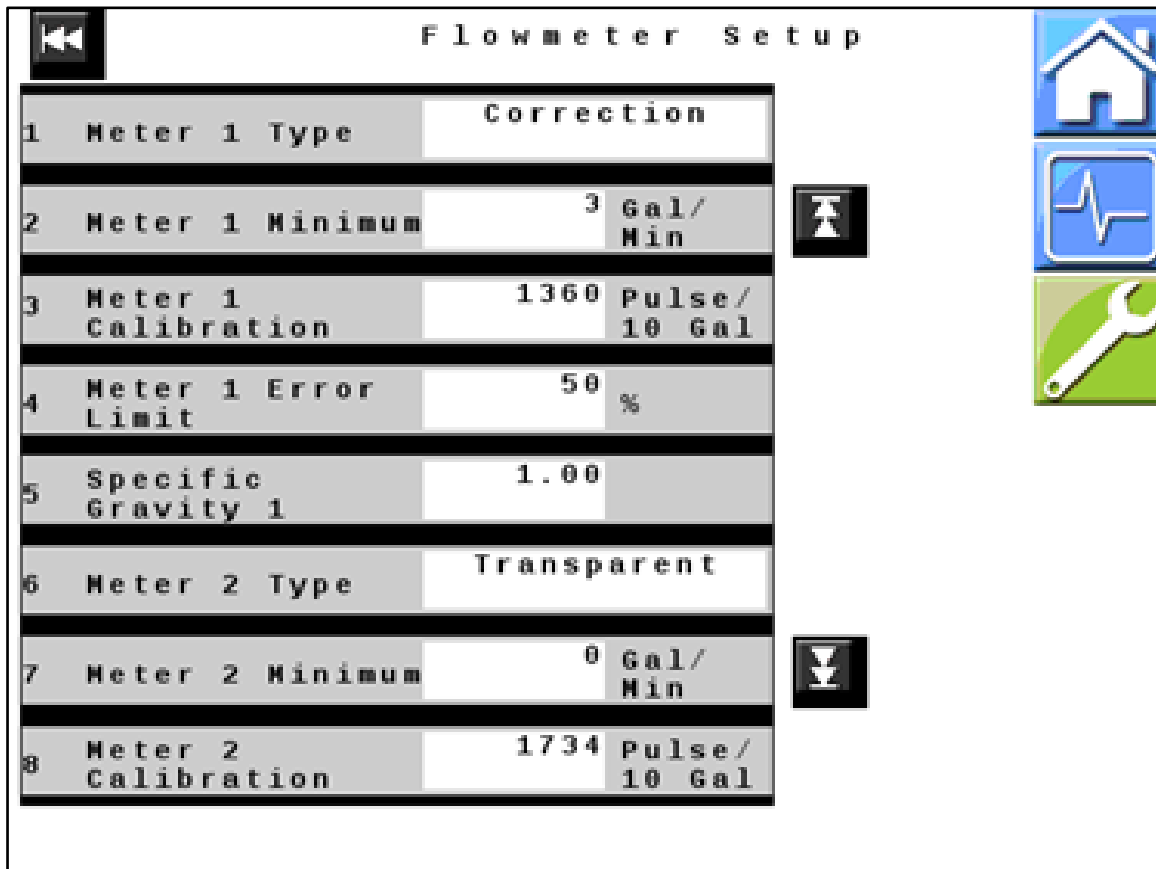 Flowmeter Setup
1 Meter 1 Type Correction
2 Meter 1 Minimum 3 Gal/
Min
3 Meter 1 1360 Pulse/
Calibration 10 Gal
4 Meter 1 Error 50 %
Limit
5 Specific 1.00
Gravity 1
6 Meter 2 Type Transparent
7 Meter 2 Minimum 0 Gal/
Min
8 Meter 2 1734 Pulse/
Calibration 10 Gal